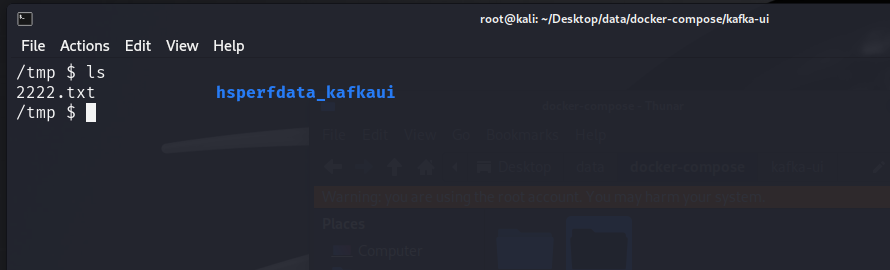 root@kali: ~/Desktop/data/docker-compose/kafka-ui
File Actions Edit View Help
/tmp $ ls
2222.txt hsperfdata_kafkaui
/tmp $
docker-compose - Thunar
File Edit View Go Bookmarks Help
Desktop data docker-compose kafka-ui
Warning: you are using the root account. You may harm your system.
Places
Computer